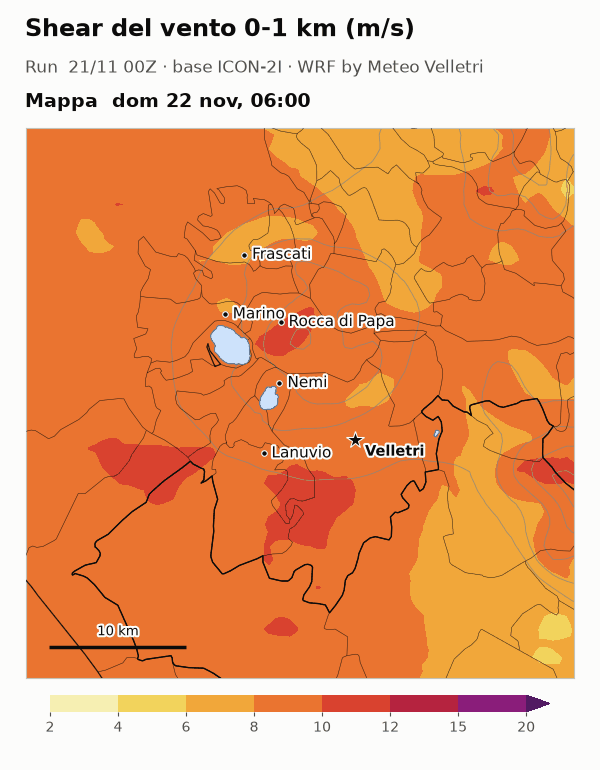 Shear del vento 0-1 km (m/s)
Run  21/11 00Z · base ICON-2I · WRF by Meteo Velletri
Mappa  dom 22 nov, 06:00
Frascati
Marino
Rocca di Papa
Nemi
Velletri
Lanuvio
10 km
2 4 6 8 10 12 15 20